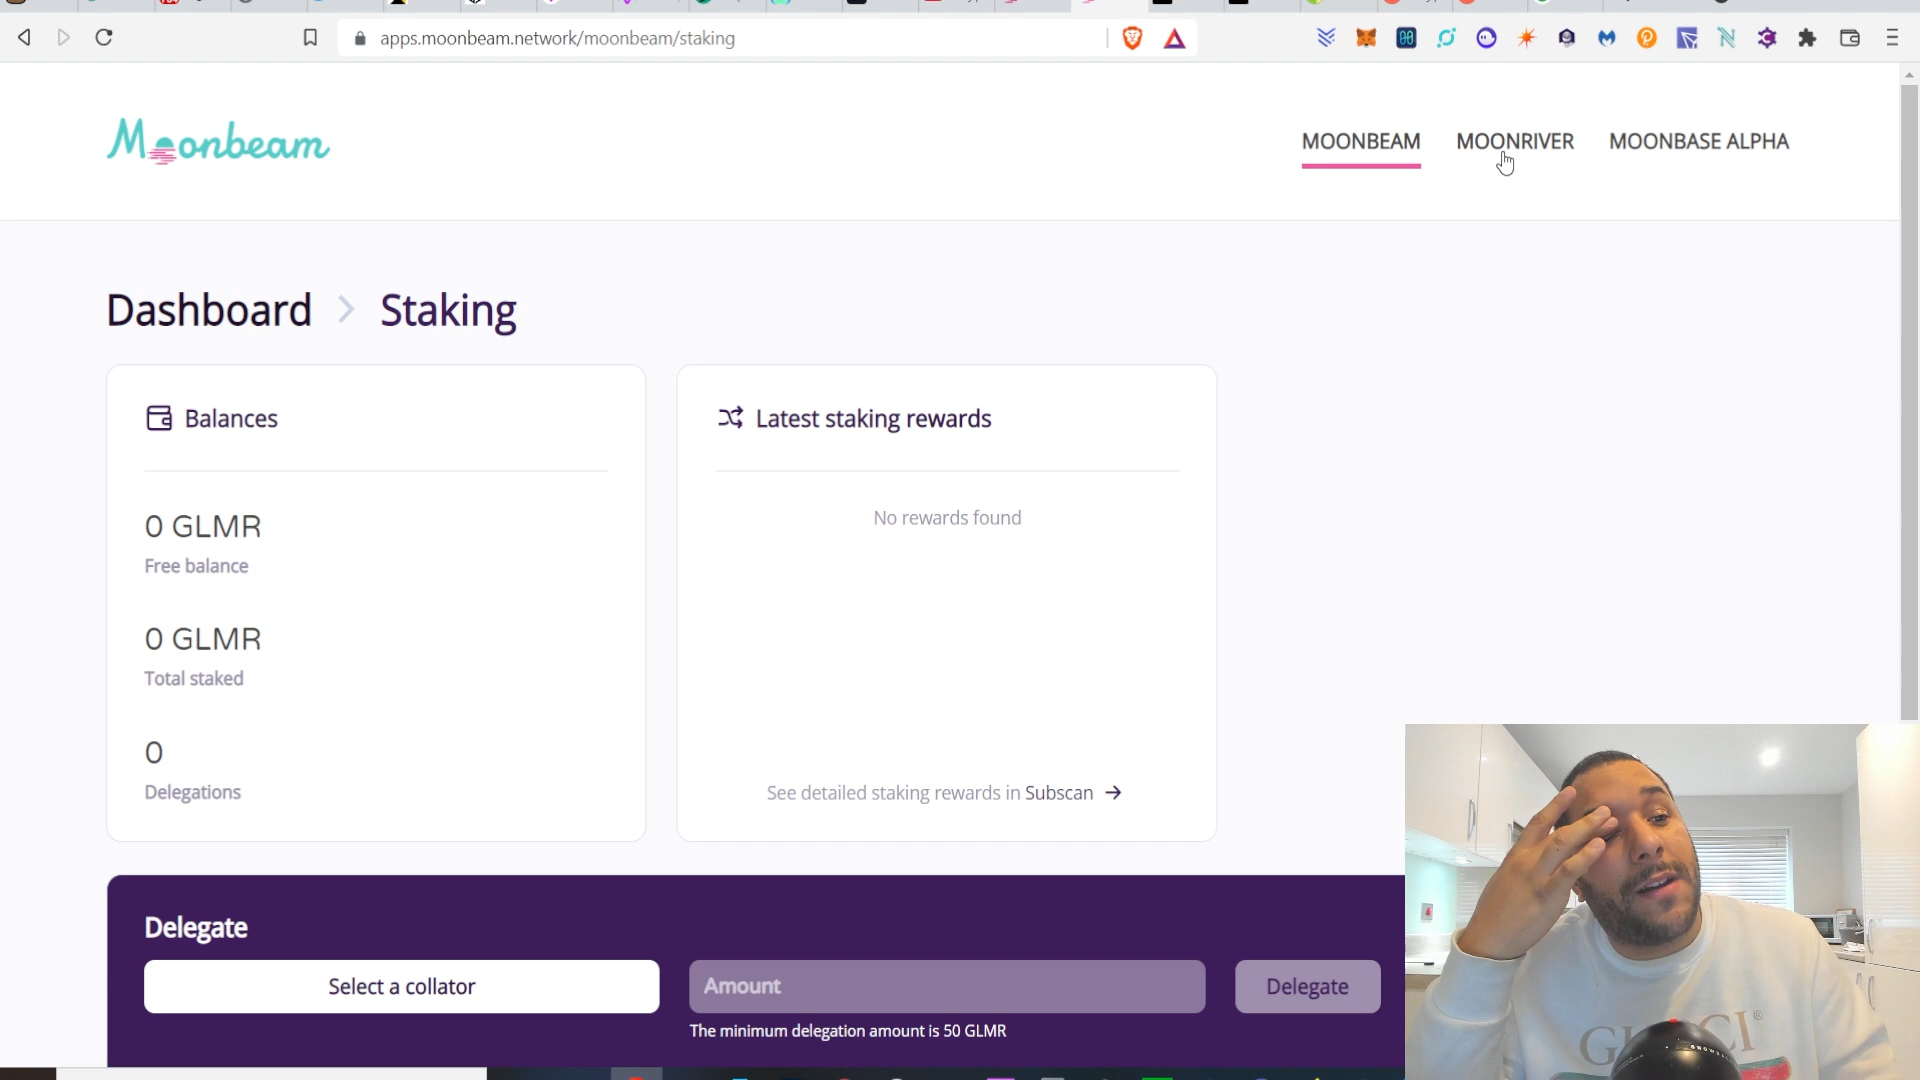 apps.moonbeam.network/moonbeam/staking
Moonbeam
MOONBEAM MOONRIVER MOONBASE ALPHA
Dashboard > Staking
Balances
0 GLMR
Free balance
0 GLMR
Total staked
0
Delegations
Latest staking rewards
No rewards found
See detailed staking rewards in Subscan →
Delegate
Select a collator
Amount
Delegate
The minimum delegation amount is 50 GLMR